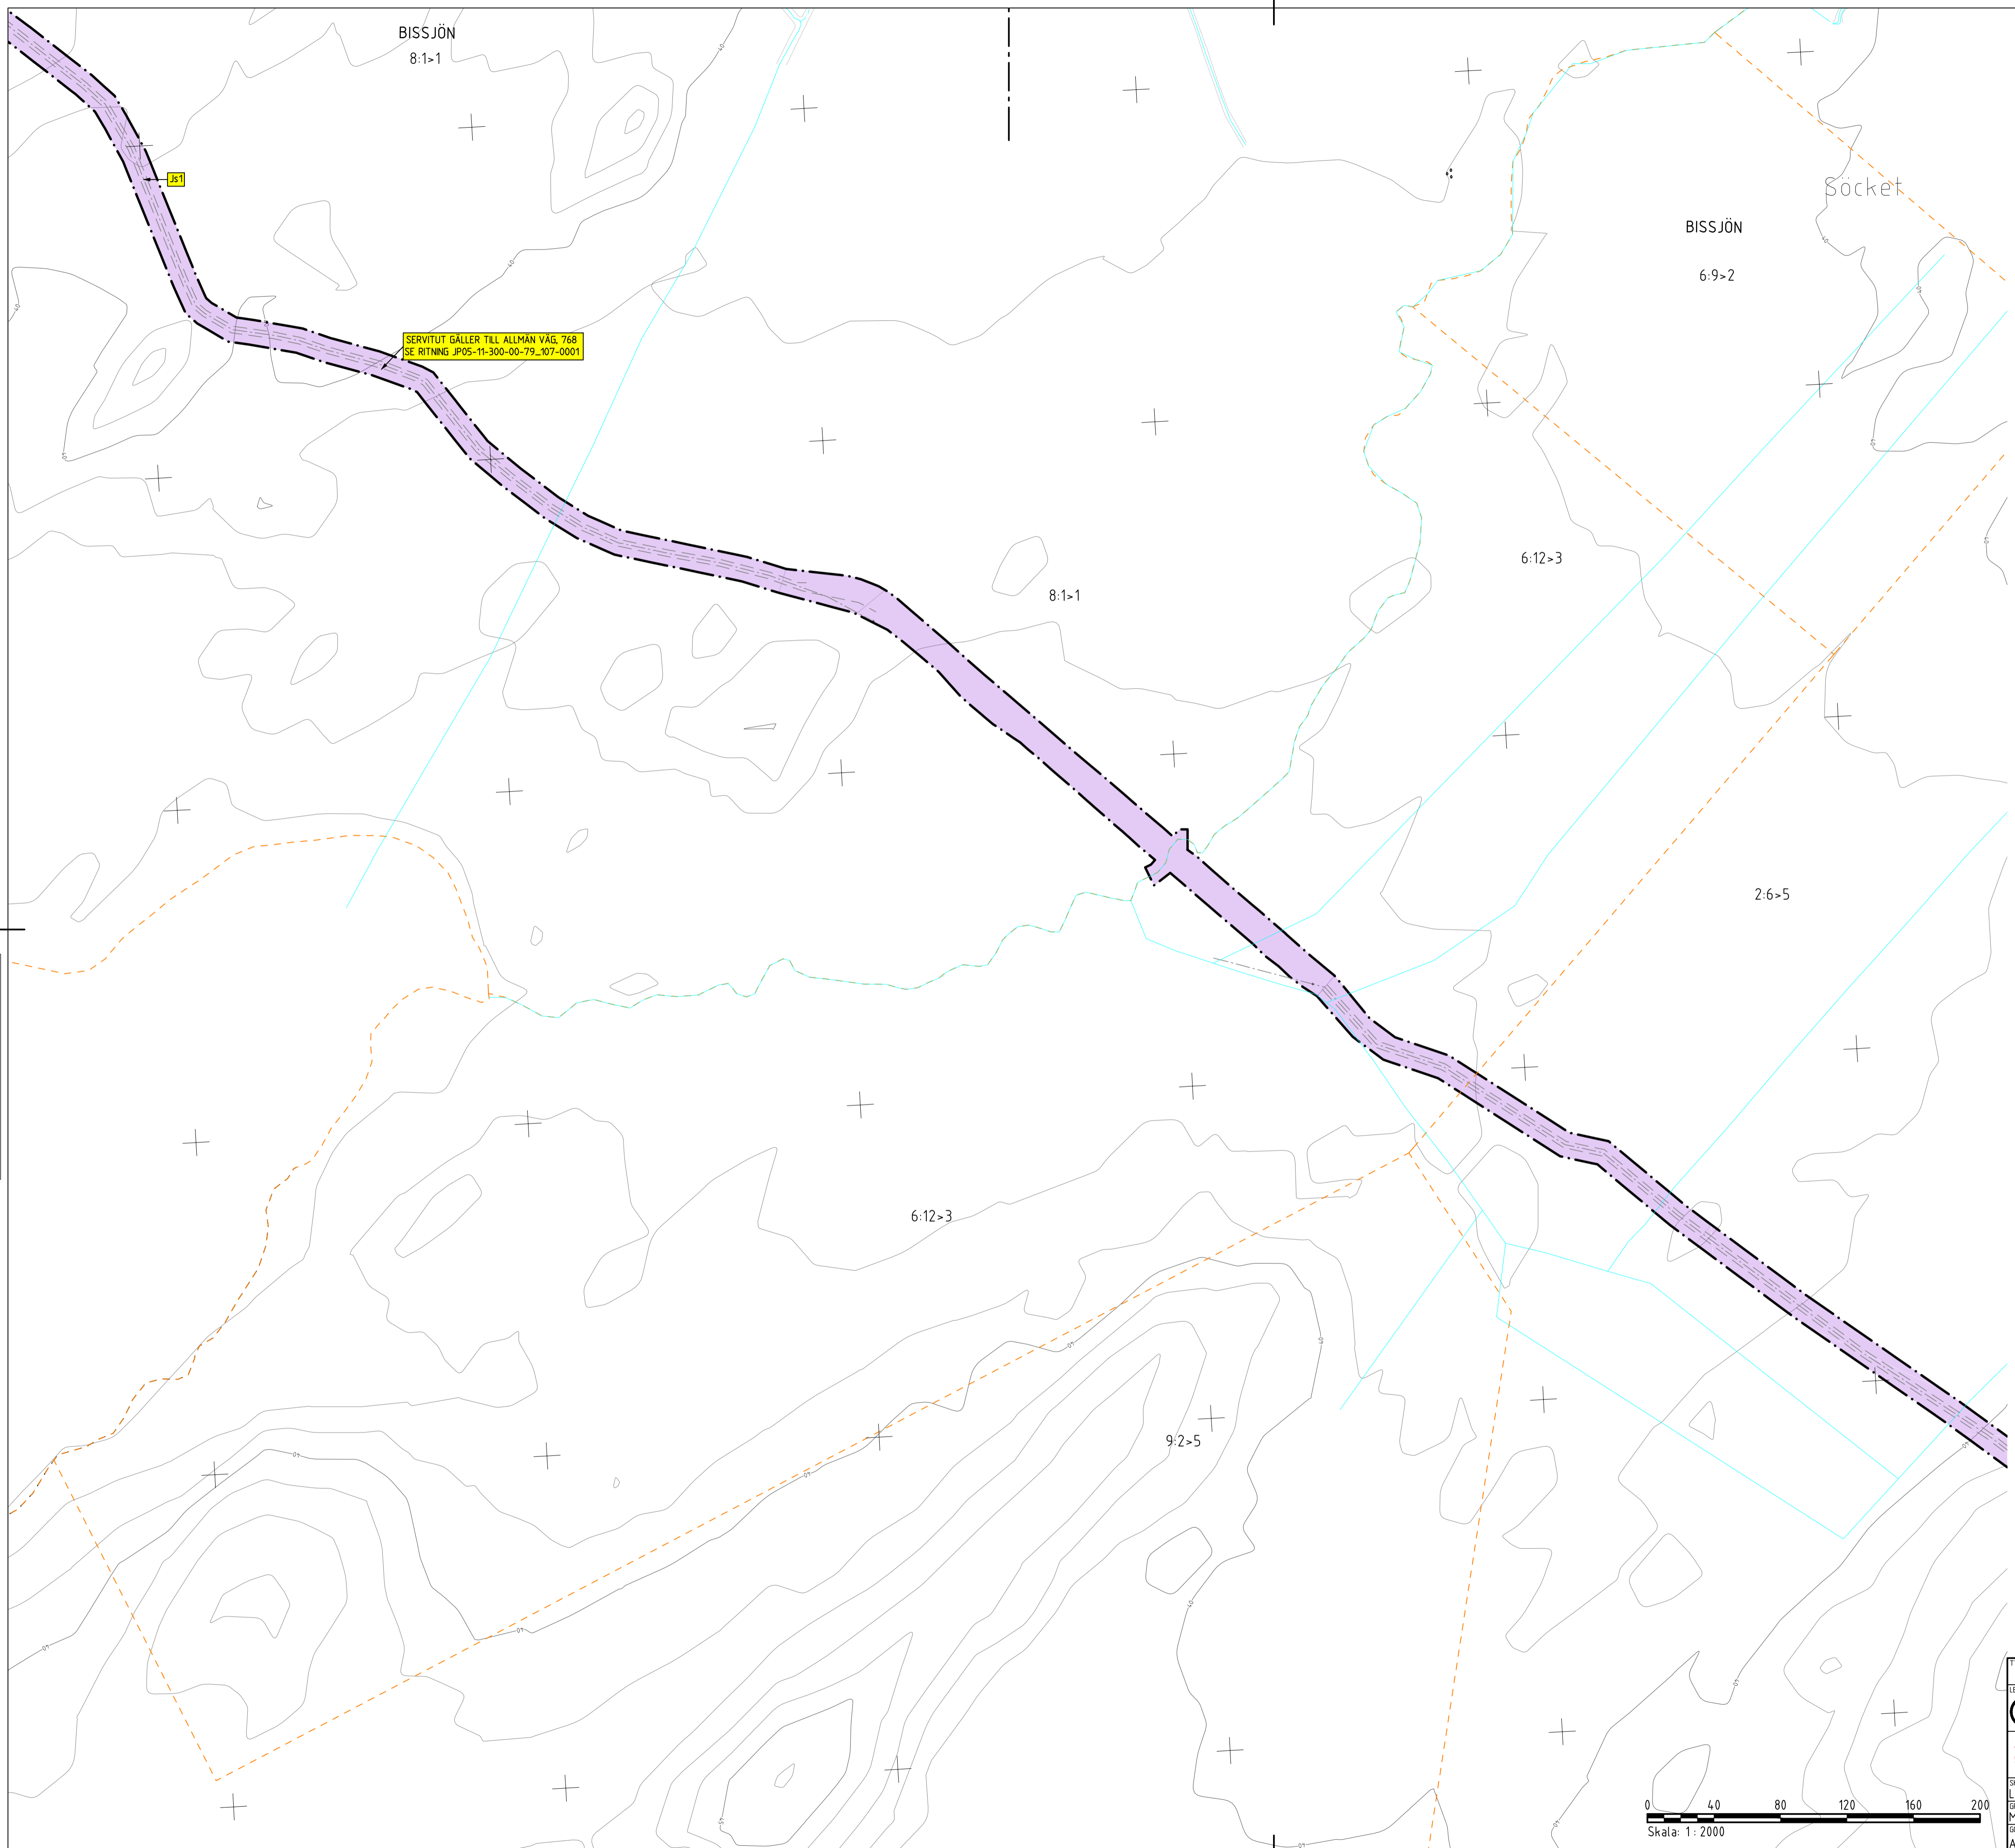 BISSJÖN
8:1>1
Js1
Söcket
BISSJÖN
6:9>2
SERVITUT GÄLLER TILL ALLMÄN VÄG, 768
SE RITNING JP05-11-300-00-79_107-0001
6:12>3
8:1>1
2:6>5
6:12>3
9:2>5
0 40 80 120 160 200
Skala: 1 : 2000